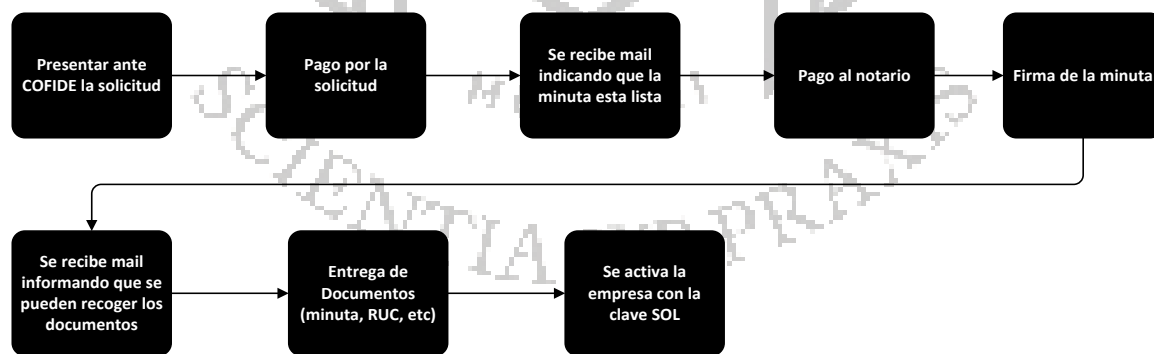 Presentar ante
COFIDE la solicitud
Pago por la
solicitud
Se recibe mail
indicando que la
minuta esta lista
Pago al notario
Firma de la minuta
Se recibe mail
informando que se
pueden recoger los
documentos
Entrega de
Documentos
(minuta, RUC, etc)
Se activa la
empresa con la
clave SOL
SCIENTIA
PRAXIS